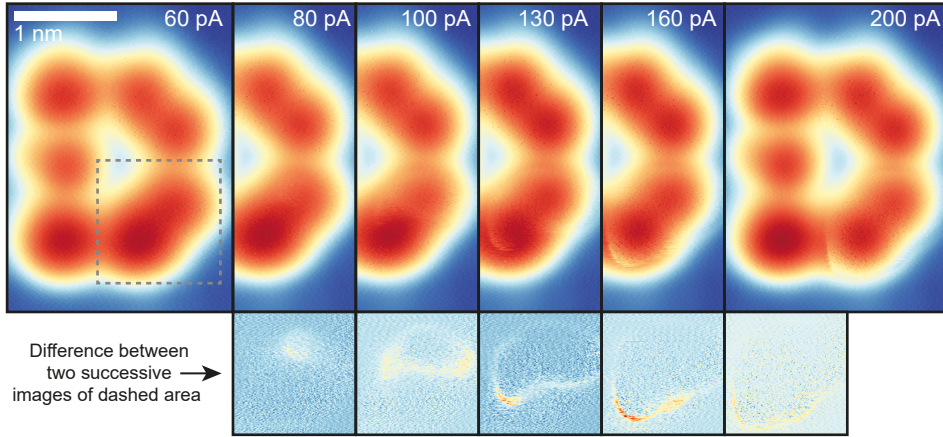 60 pA
80 pA
100 pA
130 pA
160 pA
200 pA
1 nm
Difference between
two successive
images of dashed area